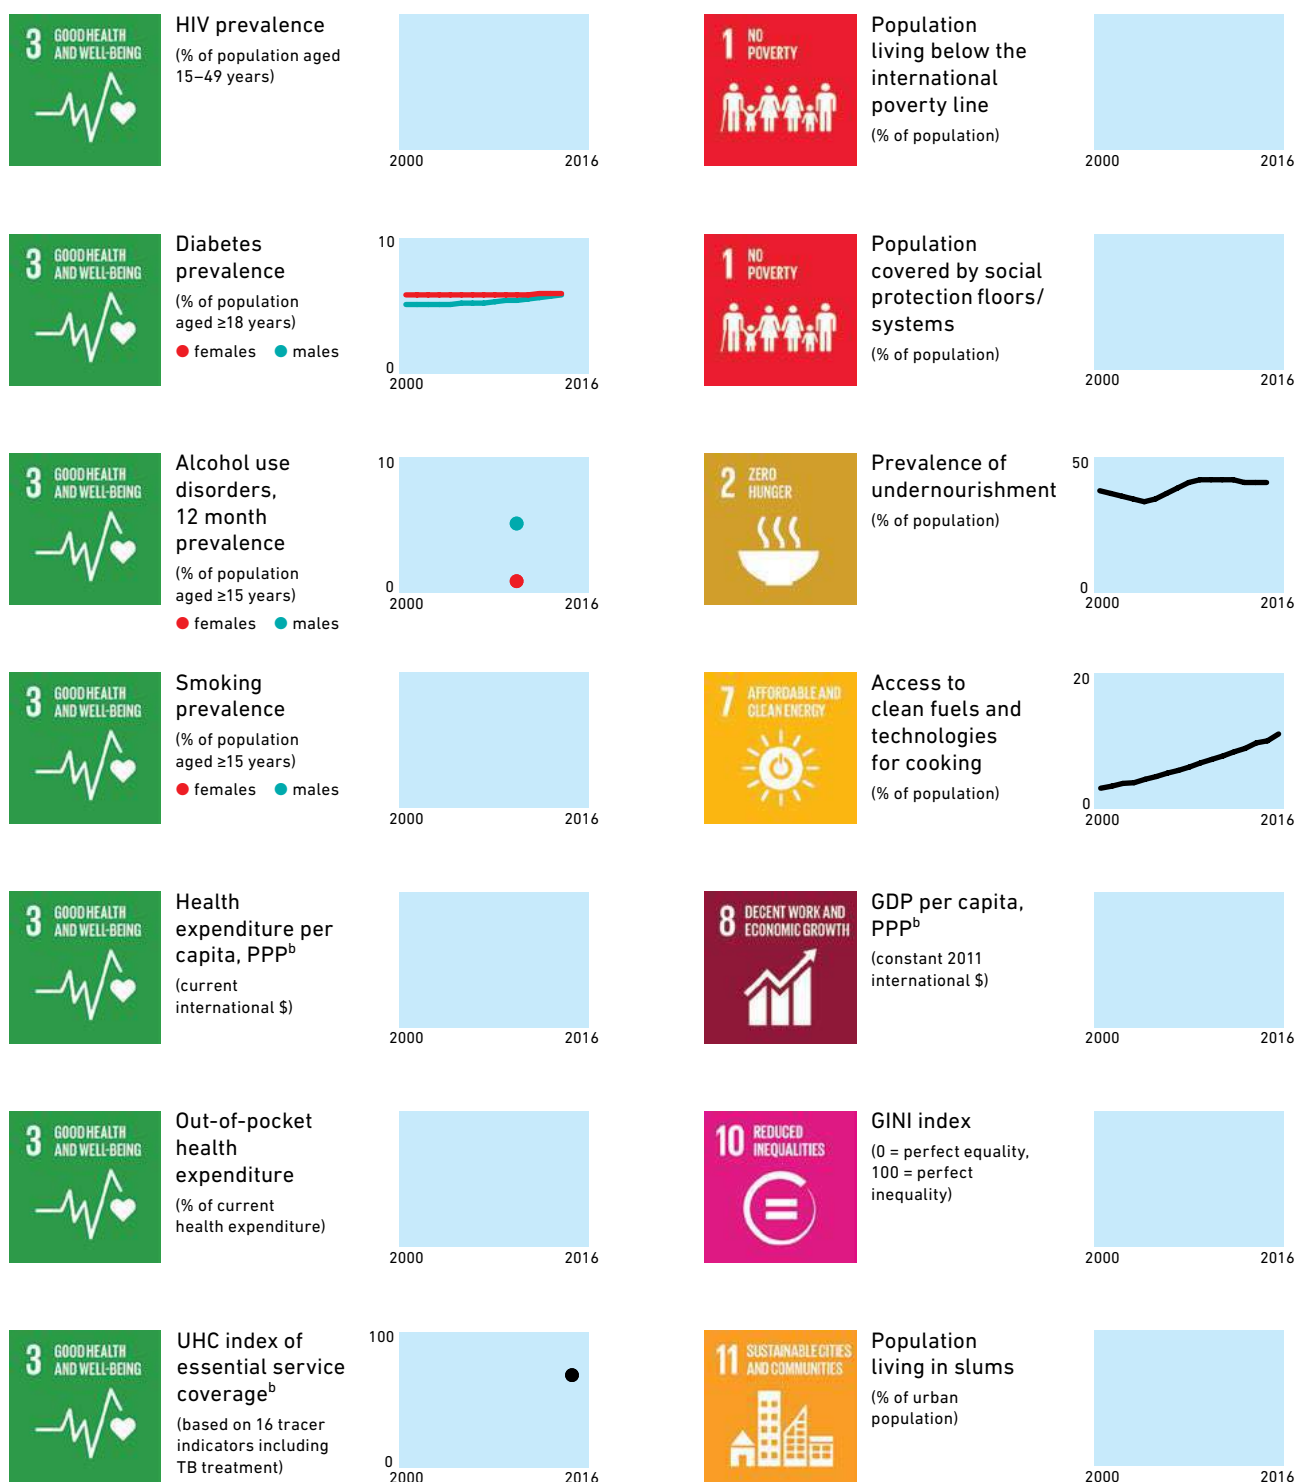 3 GOOD HEALTH
AND WELL-BEING
HIV prevalence
(% of population aged
15–49 years)
2000 2016
1 NO
POVERTY
Population
living below the
international
poverty line
(% of population)
2000 2016
3 GOOD HEALTH
AND WELL-BEING
Diabetes
prevalence
(% of population
aged ≥18 years)
females males
10
0
2000 2016
1 NO
POVERTY
Population
covered by social
protection floors/
systems
(% of population)
2000 2016
3 GOOD HEALTH
AND WELL-BEING
Alcohol use
disorders,
12 month
prevalence
(% of population
aged ≥15 years)
females males
10
0
2000 2016
2 ZERO
HUNGER
Prevalence of
undernourishment
(% of population)
50
0
2000 2016
3 GOOD HEALTH
AND WELL-BEING
Smoking
prevalence
(% of population
aged ≥15 years)
females males
2000 2016
7 AFFORDABLE AND
CLEAN ENERGY
Access to
clean fuels and
technologies
for cooking
(% of population)
20
0
2000 2016
3 GOOD HEALTH
AND WELL-BEING
Health
expenditure per
capita, PPPᵇ
(current
international $)
2000 2016
8 DECENT WORK AND
ECONOMIC GROWTH
GDP per capita,
PPPᵇ
(constant 2011
international $)
2000 2016
3 GOOD HEALTH
AND WELL-BEING
Out-of-pocket
health
expenditure
(% of current
health expenditure)
2000 2016
10 REDUCED
INEQUALITIES
GINI index
(0 = perfect equality,
100 = perfect
inequality)
2000 2016
3 GOOD HEALTH
AND WELL-BEING
UHC index of
essential service
coverageᵇ
(based on 16 tracer
indicators including
TB treatment)
100
0
2000 2016
11 SUSTAINABLE CITIES
AND COMMUNITIES
Population
living in slums
(% of urban
population)
2000 2016